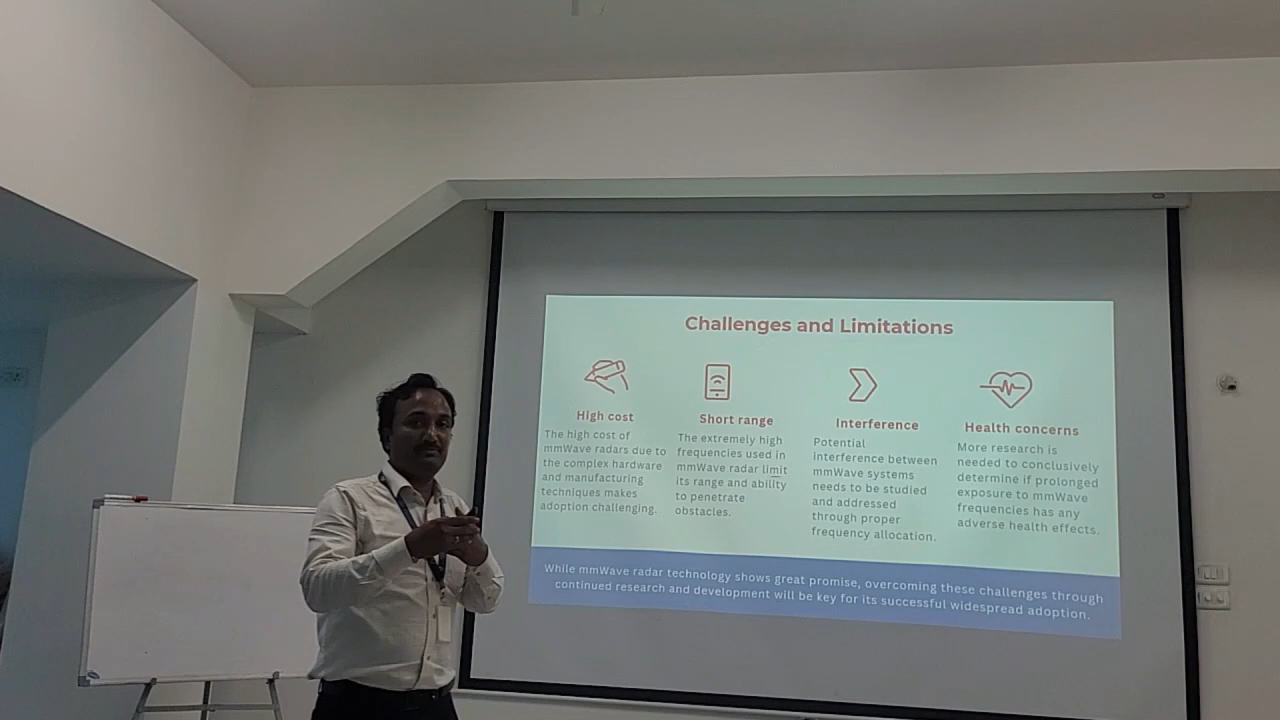 Challenges and Limitations
High cost
The high cost of
mmWave radars due to
the complex hardware
and manufacturing
techniques makes
adoption challenging.
Short range
The extremely high
frequencies used in
mmWave radar limit
its range and ability
to penetrate
obstacles.
Interference
Potential
interference between
mmWave systems
needs to be studied
and addressed
through proper
frequency allocation.
Health concerns
More research is
needed to conclusively
determine if prolonged
exposure to mmWave
frequencies has any
adverse health effects.
While mmWave radar technology shows great promise, overcoming these challenges through
continued research and development will be key for its successful widespread adoption.